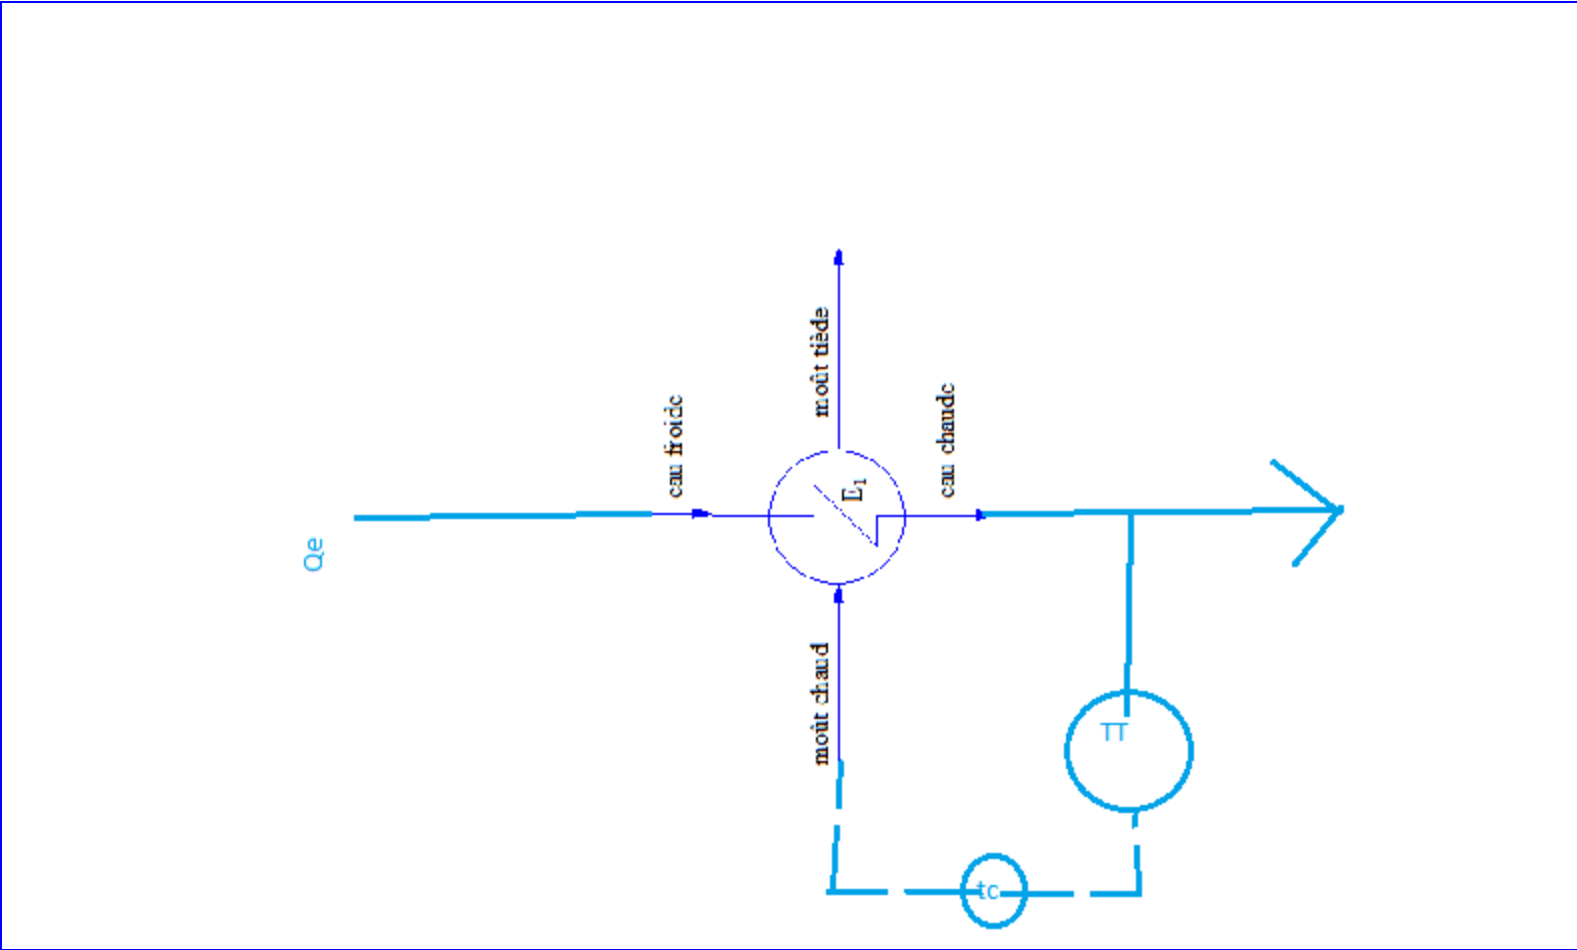 moût tiède
eau froide
eau chaude
E1
Qe
moût chaud
TT
tc